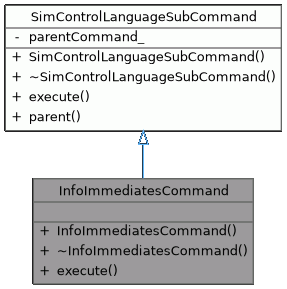 SimControlLanguageSubCommand
- parentCommand_
+ SimControlLanguageSubCommand()
+ ~SimControlLanguageSubCommand()
+ execute()
+ parent()
InfoImmediatesCommand
+ InfoImmediatesCommand()
+ ~InfoImmediatesCommand()
+ execute()